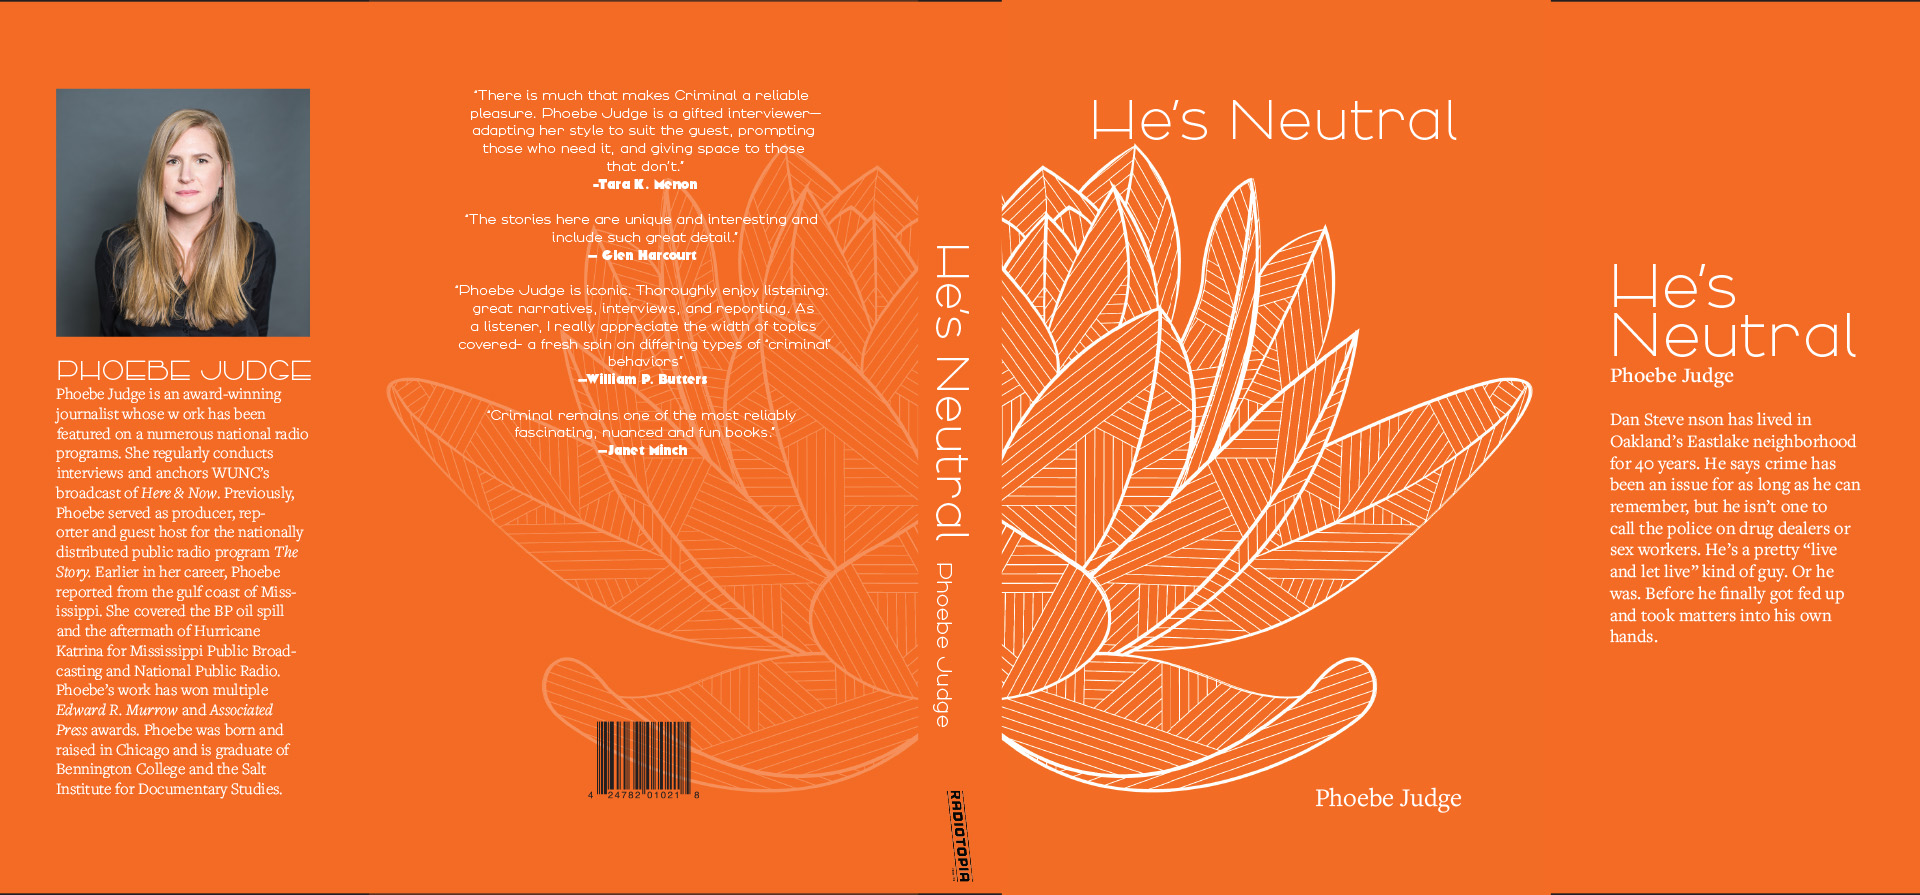 PHOEBE JUDGE
Phoebe Judge is an award-winning
journalist whose w ork has been
featured on a numerous national radio
programs. She regularly conducts
interviews and anchors WUNC's
broadcast of Here & Now. Previously,
Phoebe served as producer, rep-
orter and guest host for the nationally
distributed public radio program The
Story. Earlier in her career, Phoebe
reported from the gulf coast of Miss-
issippi. She covered the BP oil spill
and the aftermath of Hurricane
Katrina for Mississippi Public Broad-
casting and National Public Radio.
Phoebe's work has won multiple
Edward R. Murrow and Associated
Press awards. Phoebe was born and
raised in Chicago and is graduate of
Bennington College and the Salt
Institute for Documentary Studies.
"There is much that makes Criminal a reliable
pleasure. Phoebe Judge is a gifted interviewer—
adapting her style to suit the guest, prompting
those who need it, and giving space to those
that don't."
-Tara K. Menon
"The stories here are unique and interesting and
include such great detail."
— Glen Harcourt
"Phoebe Judge is iconic. Thoroughly enjoy listening:
great narratives, interviews, and reporting. As
a listener, I really appreciate the width of topics
covered- a fresh spin on differing types of "criminal"
behaviors"
—William P. Butters
"Criminal remains one of the most reliably
fascinating, nuanced and fun books."
—Janet Minch
4 24782 01021 8
He's Neutral Phoebe Judge
RADIOTOPIA
He's Neutral
Phoebe Judge
He's
Neutral
Phoebe Judge
Dan Steve nson has lived in
Oakland's Eastlake neighborhood
for 40 years. He says crime has
been an issue for as long as he can
remember, but he isn't one to
call the police on drug dealers or
sex workers. He's a pretty "live
and let live" kind of guy. Or he
was. Before he finally got fed up
and took matters into his own
hands.